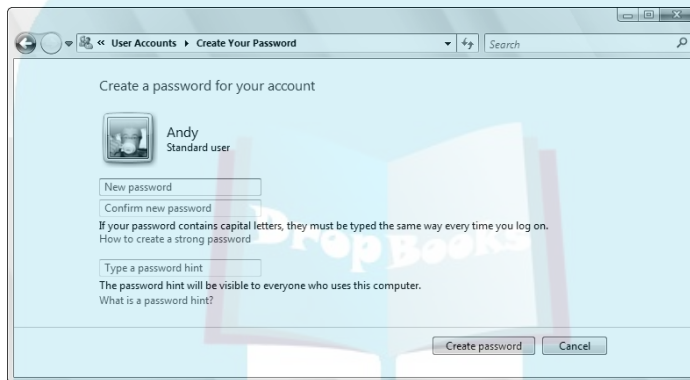 « User Accounts ▸ Create Your Password
Search
Create a password for your account
Andy
Standard user
New password
Confirm new password
If your password contains capital letters, they must be typed the same way every time you log on.
How to create a strong password
DropBooks
Type a password hint
The password hint will be visible to everyone who uses this computer.
What is a password hint?
Create password
Cancel